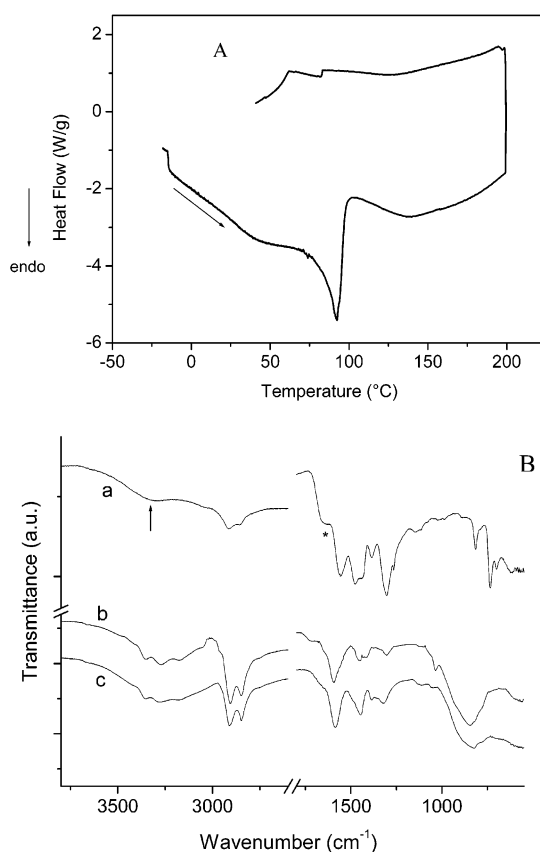 A
2
0
-2
-4
-6
Heat Flow (W/g)
endo
-50
0
50
100
150
200
Temperature (°C)
B
a
*
b
c
Transmittance (a.u.)
3500
3000
1500
1000
Wavenumber (cm⁻¹)